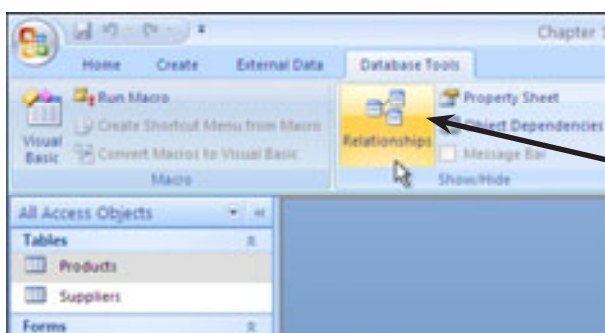 Chapter 1
Home Create External Data Database Tools
Visual Basic
Run Macro
Create Shortcut Menu from Macro
Convert Macros to Visual Basic
Macro
Relationships
Property Sheet
Object Dependencies
Message Bar
Show/Hide
All Access Objects
Tables
Products
Suppliers
Forms